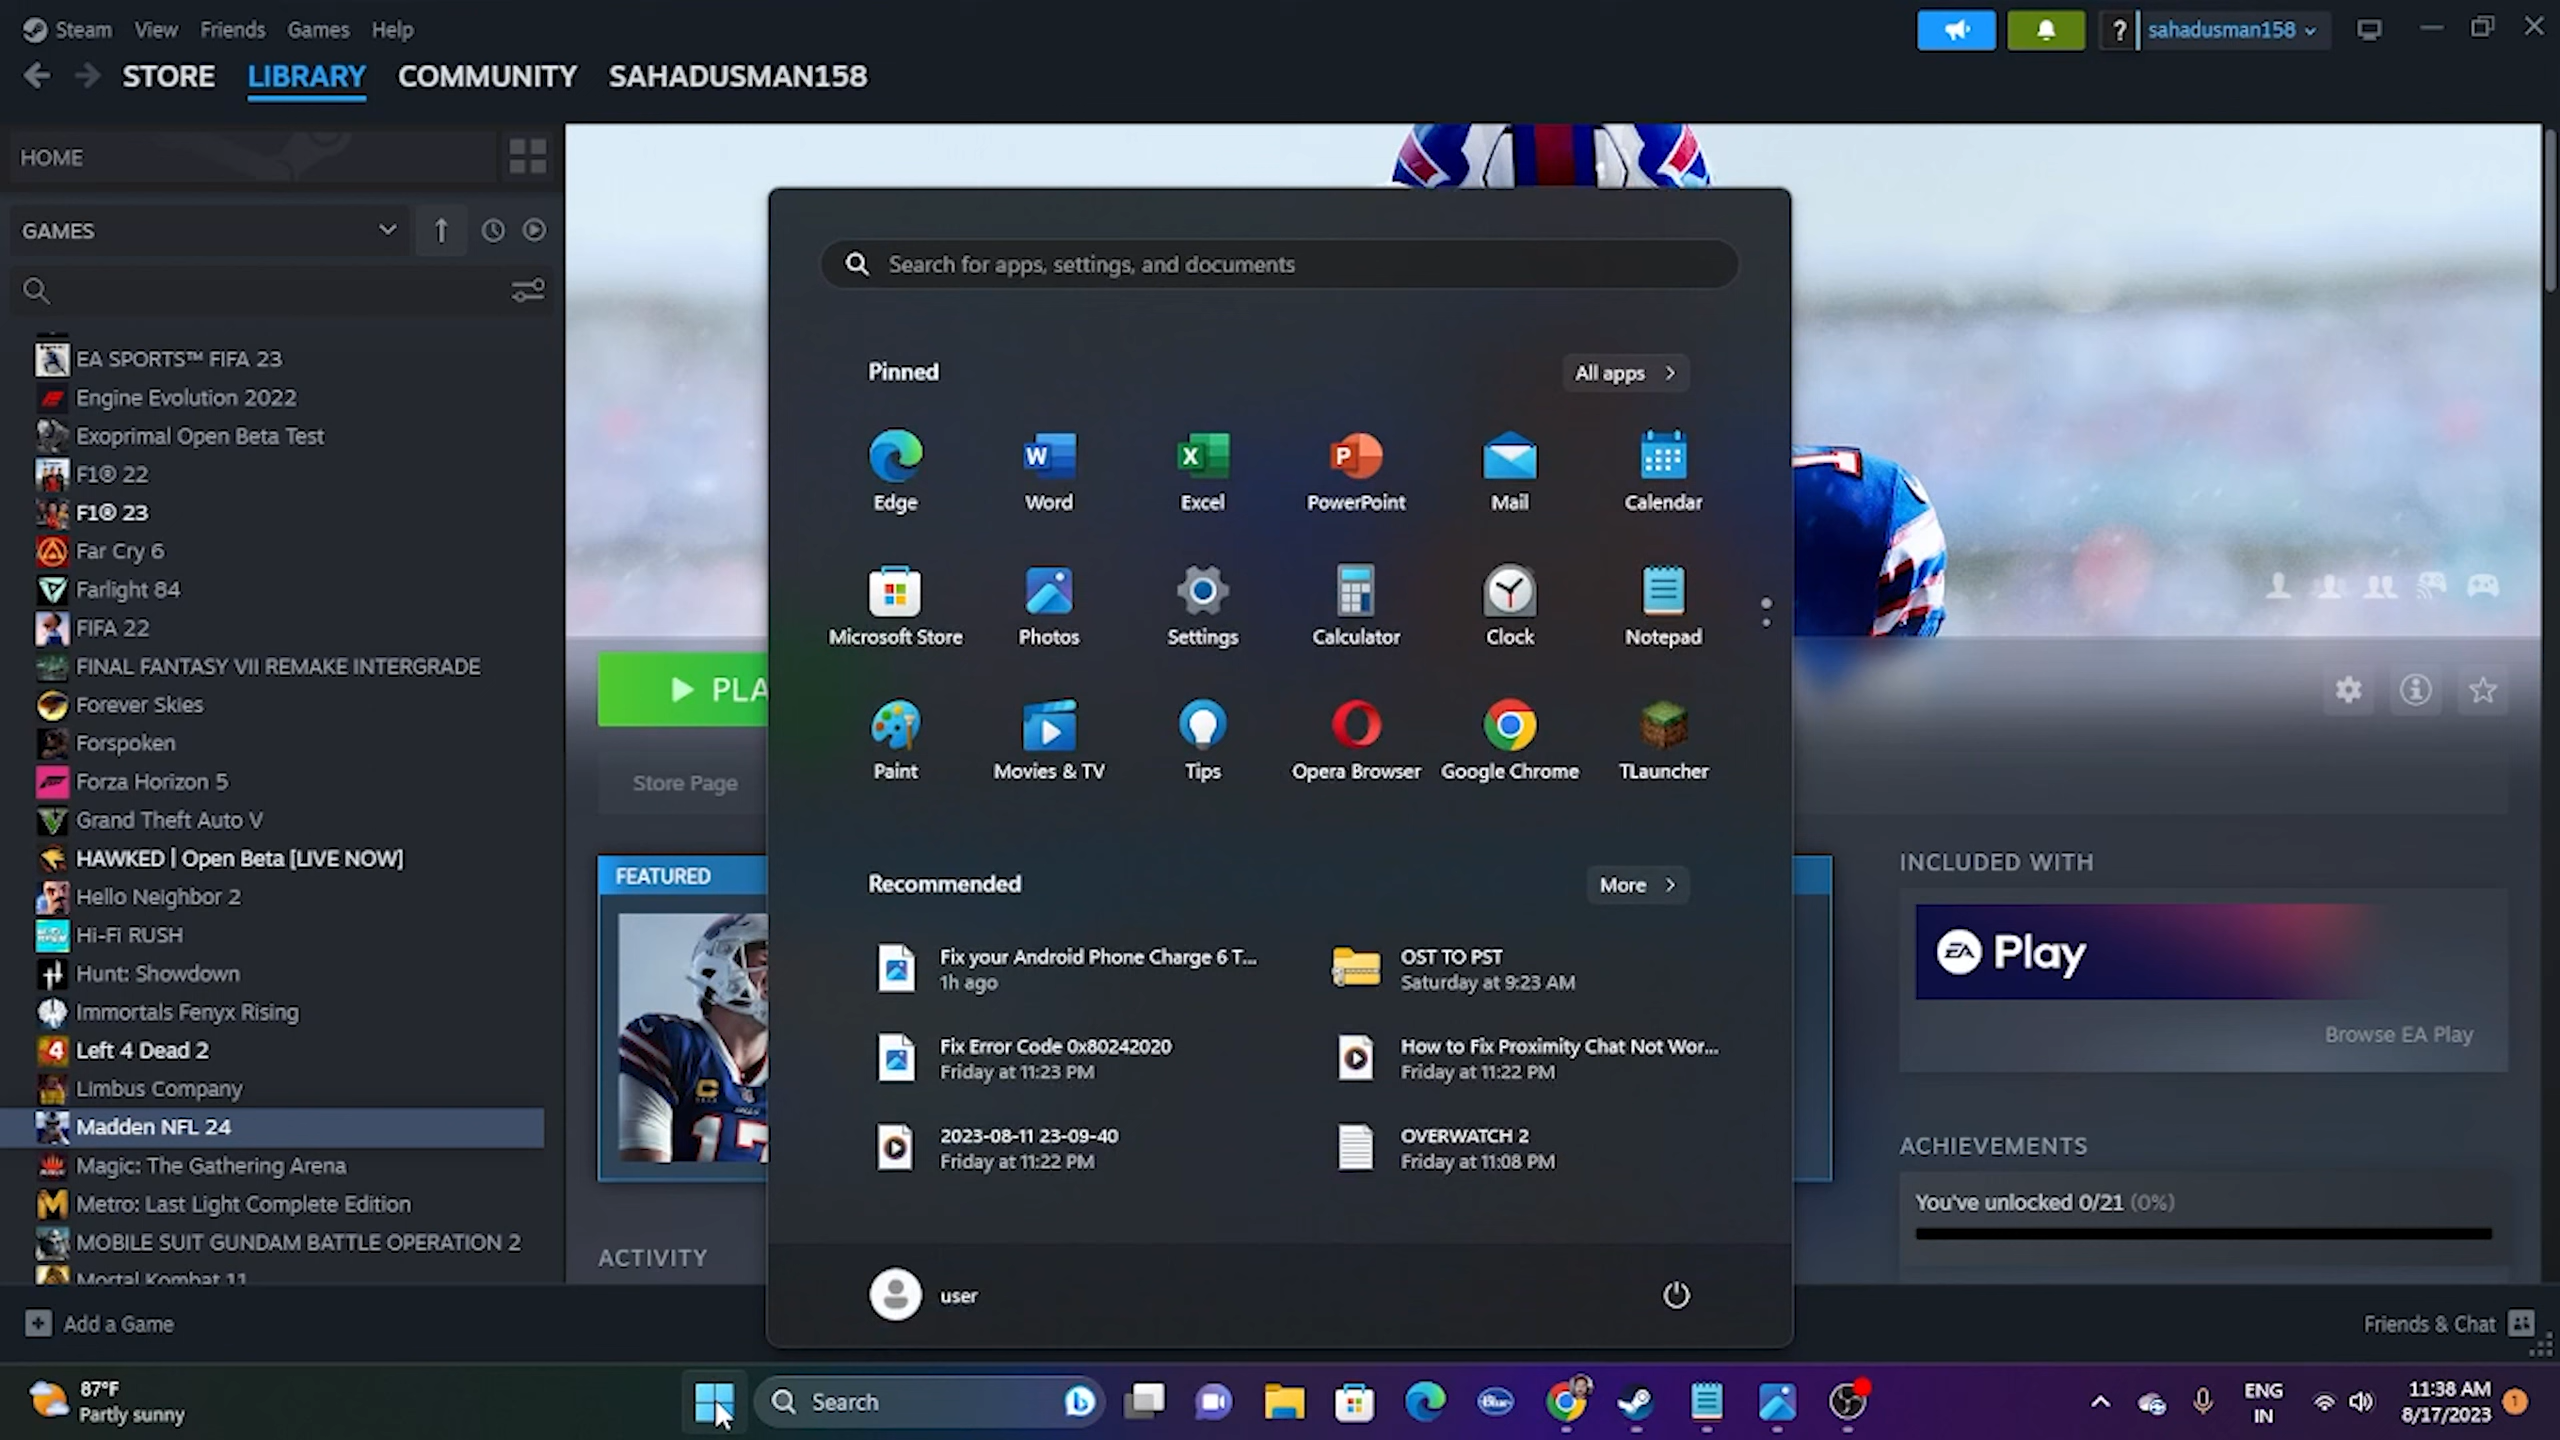 Steam View Friends Games Help
? sahadusman158
STORE LIBRARY COMMUNITY SAHADUSMAN158
HOME
GAMES
EA SPORTS™ FIFA 23
Engine Evolution 2022
Exoprimal Open Beta Test
F1® 22
F1® 23
Far Cry 6
Farlight 84
FIFA 22
FINAL FANTASY VII REMAKE INTERGRADE
Forever Skies
Forspoken
Forza Horizon 5
Grand Theft Auto V
HAWKED | Open Beta [LIVE NOW]
Hello Neighbor 2
Hi-Fi RUSH
Hunt: Showdown
Immortals Fenyx Rising
Left 4 Dead 2
Limbus Company
Madden NFL 24
Magic: The Gathering Arena
Metro: Last Light Complete Edition
MOBILE SUIT GUNDAM BATTLE OPERATION 2
Mortal Kombat 11
Add a Game
PLA
Store Page
FEATURED
17
ACTIVITY
Search for apps, settings, and documents
Pinned
All apps
Edge Word Excel PowerPoint Mail Calendar
Microsoft Store Photos Settings Calculator Clock Notepad
Paint Movies & TV Tips Opera Browser Google Chrome TLauncher
Recommended
More
Fix your Android Phone Charge 6 T...
1h ago
OST TO PST
Saturday at 9:23 AM
Fix Error Code 0x80242020
Friday at 11:23 PM
How to Fix Proximity Chat Not Wor...
Friday at 11:22 PM
2023-08-11 23-09-40
Friday at 11:22 PM
OVERWATCH 2
Friday at 11:08 PM
user
INCLUDED WITH
EA Play
Browse EA Play
ACHIEVEMENTS
You've unlocked 0/21 (0%)
Friends & Chat
87°F
Partly sunny
Search
Blue
ENG
IN
11:38 AM
8/17/2023
1